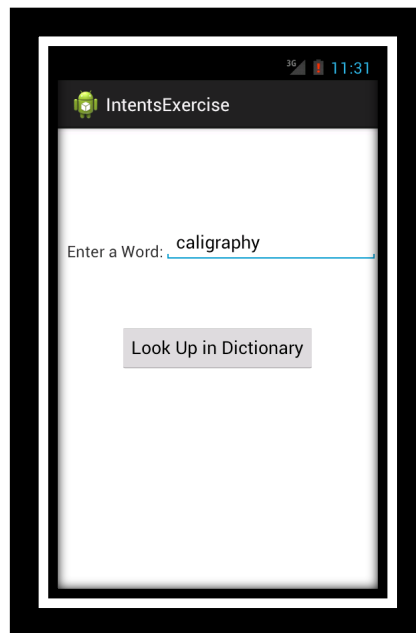 3G 11:31
IntentsExercise
Enter a Word: caligraphy
Look Up in Dictionary